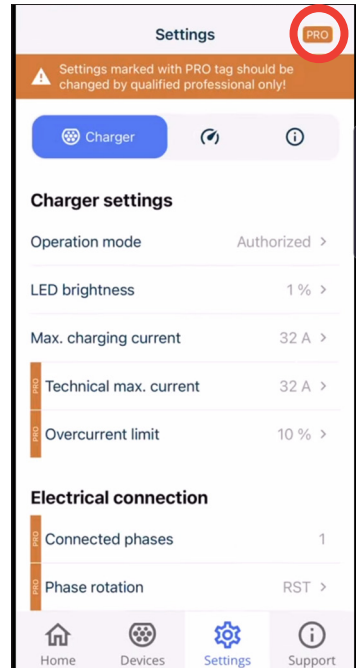 Settings
PRO
Settings marked with PRO tag should be
changed by qualified professional only!
Charger
Charger settings
Operation mode Authorized >
LED brightness 1 % >
Max. charging current 32 A >
PRO Technical max. current 32 A >
PRO Overcurrent limit 10 % >
Electrical connection
PRO Connected phases 1
PRO Phase rotation RST >
Home Devices Settings Support